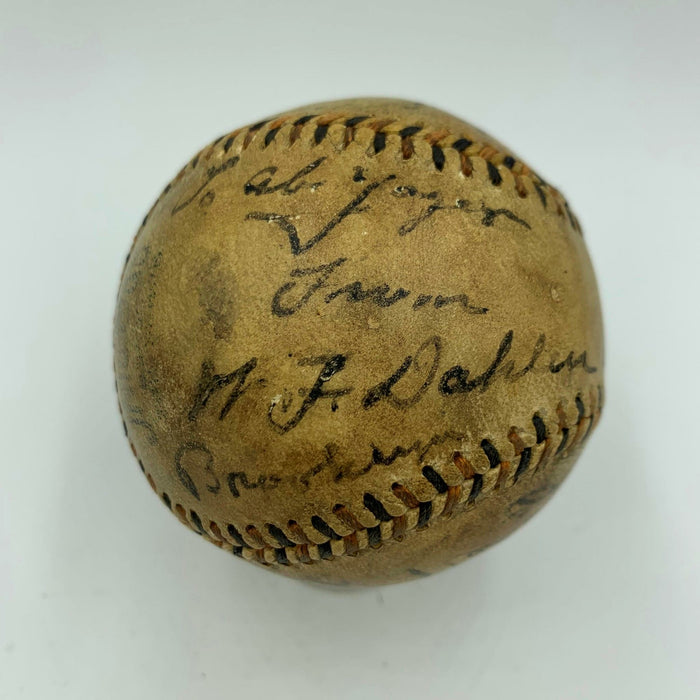 To Abe Yager
From
W. F. Dahlen
Brooklyn